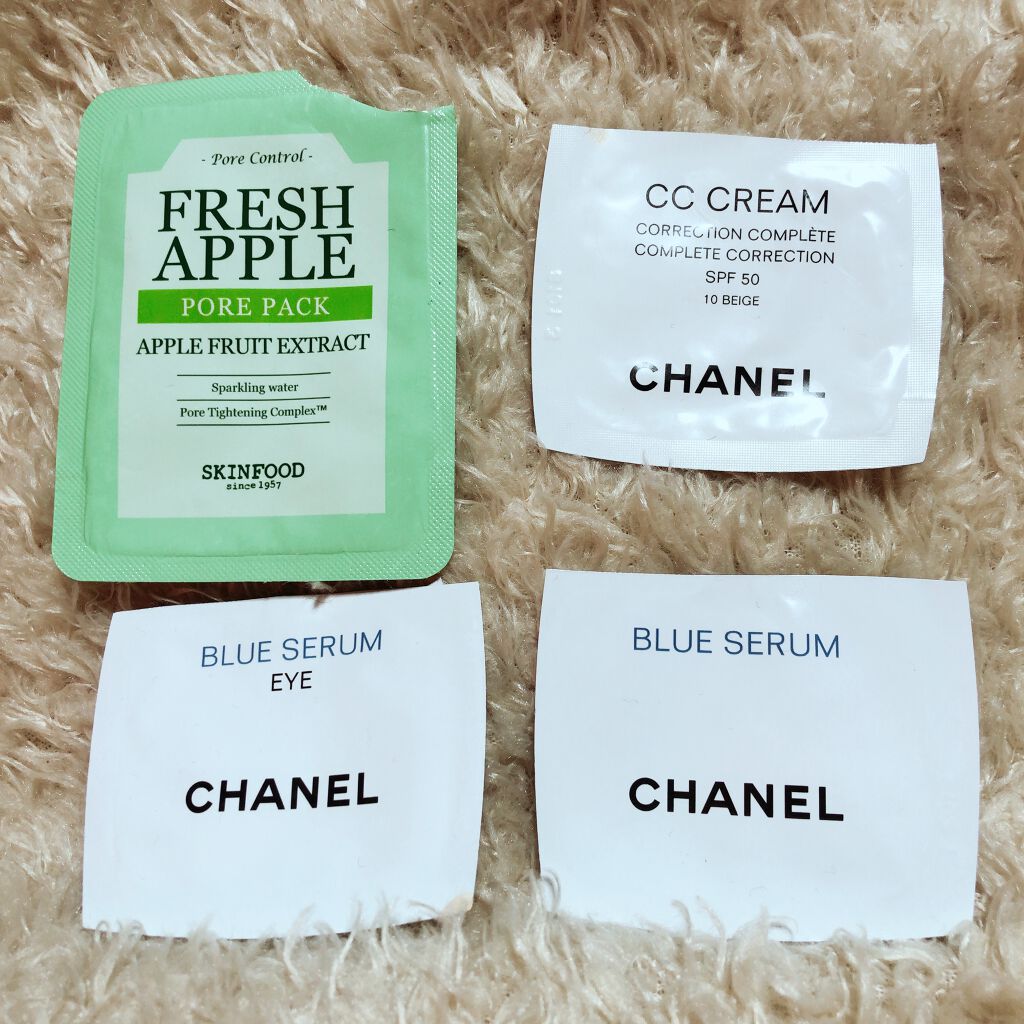 - Pore Control -
FRESH
APPLE
PORE PACK
APPLE FRUIT EXTRACT
Sparkling water
Pore Tightening Complex™
SKINFOOD
since 1957
CC CREAM
CORRECTION COMPLÈTE
COMPLETE CORRECTION
SPF 50
10 BEIGE
CHANEL
BLUE SERUM
EYE
CHANEL
BLUE SERUM
CHANEL